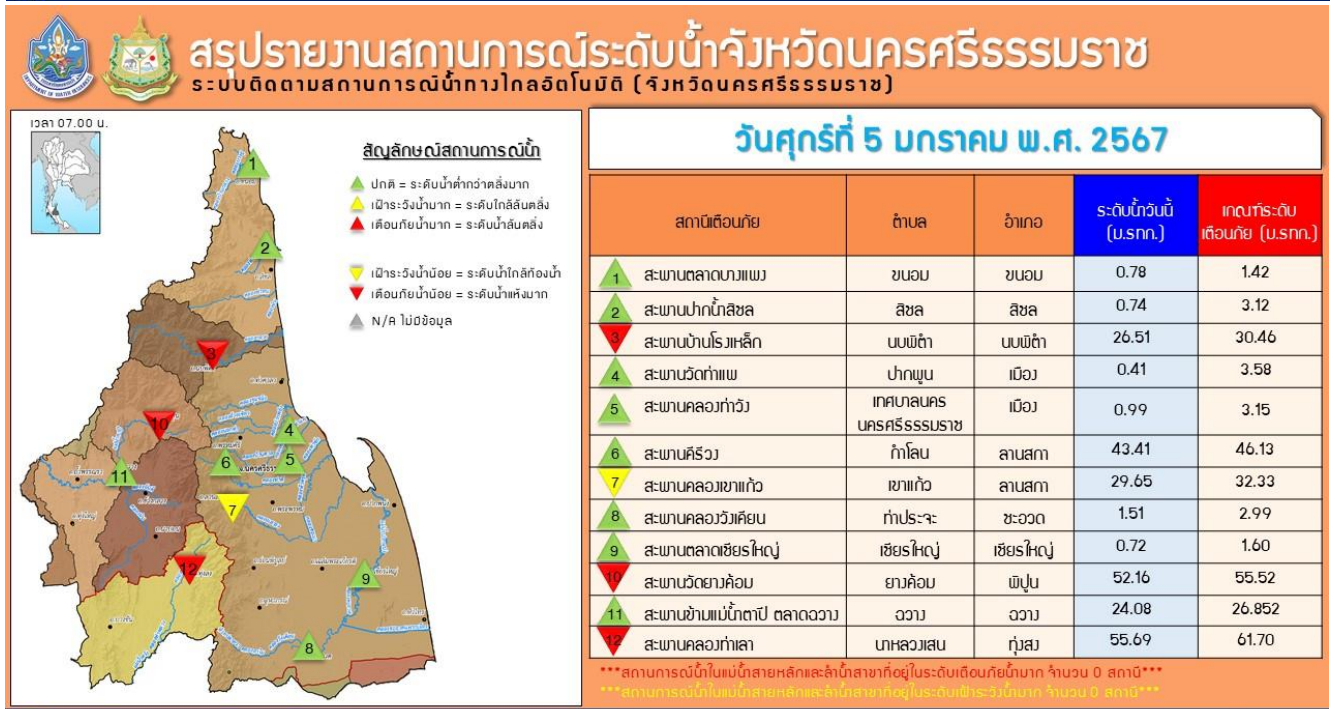 สรุปรายงานสถานการณ์ระดับน้ำจังหวัดนครศรีธรรมราช
ระบบติดตามสถานการณ์น้ำทางไกลอัตโนมัติ (จังหวัดนครศรีธรรมราช)
เวลา 07.00 น.
สัญลักษณ์สถานการณ์น้ำ
ปกติ = ระดับน้ำต่ำกว่าตลิ่งมาก
เฝ้าระวังน้ำมาก = ระดับใกล้ล้นตลิ่ง
เตือนภัยน้ำมาก = ระดับน้ำล้นตลิ่ง
เฝ้าระวังน้ำน้อย = ระดับน้ำใกล้ท้องน้ำ
เตือนภัยน้ำน้อย = ระดับน้ำแห้งมาก
N/A ไม่มีข้อมูล
1
2
3
10
4
11
6
5
7
12
9
8
วันศุกร์ที่ 5 มกราคม พ.ศ. 2567
สถานีเตือนภัย ตำบล อำเภอ ระดับน้ำวันนี้ (ม.รทก.) เกณฑ์ระดับเตือนภัย (ม.รทก.)
1 สะพานตลาดบางแพง ขนอม ขนอม 0.78 1.42
2 สะพานปากน้ำสิชล สิชล สิชล 0.74 3.12
3 สะพานบ้านโรงเหล็ก นบพิตำ นบพิตำ 26.51 30.46
4 สะพานวัดท่าแพ ปากพูน เมือง 0.41 3.58
5 สะพานคลองท่าวัง เทศบาลนครนครศรีธรรมราช เมือง 0.99 3.15
6 สะพานคีรีวง กำโลน ลานสกา 43.41 46.13
7 สะพานคลองเขาแก้ว เขาแก้ว ลานสกา 29.65 32.33
8 สะพานคลองวังเคียน ท่าประจะ ชะอวด 1.51 2.99
9 สะพานตลาดเชียรใหญ่ เชียรใหญ่ เชียรใหญ่ 0.72 1.60
10 สะพานวัดยางค้อม ยางค้อม พิปูน 52.16 55.52
11 สะพานข้ามแม่น้ำตาปี ตลาดฉวาง ฉวาง ฉวาง 24.08 26.852
12 สะพานคลองท่าเลา นาหลวงเสน ทุ่งสง 55.69 61.70
***สถานการณ์น้ำในแม่น้ำสายหลักและลำน้ำสาขาที่อยู่ในระดับเตือนภัยน้ำมาก จำนวน 0 สถานี***
***สถานการณ์น้ำในแม่น้ำสายหลักและลำน้ำสาขาที่อยู่ในระดับเฝ้าระวังน้ำมาก จำนวน 0 สถานี***